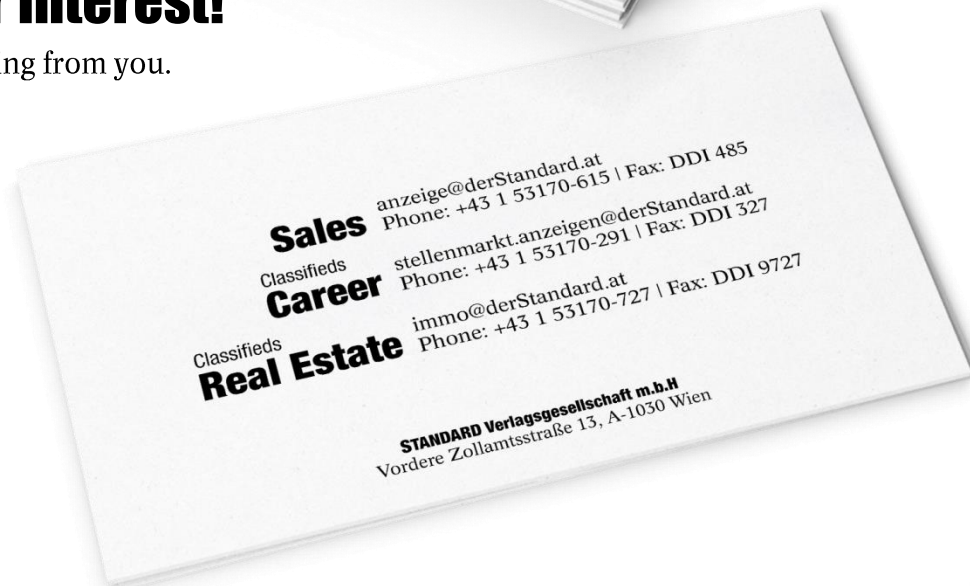 Interest!
ing from you.
Sales
anzeige@derStandard.at
Phone: +43 1 53170-615 | Fax: DDI 485
Classifieds
Career
stellenmarkt.anzeigen@derStandard.at
Phone: +43 1 53170-291 | Fax: DDI 327
Classifieds
Real Estate
immo@derStandard.at
Phone: +43 1 53170-727 | Fax: DDI 9727
STANDARD Verlagsgesellschaft m.b.H
Vordere Zollamtsstraße 13, A-1030 Wien